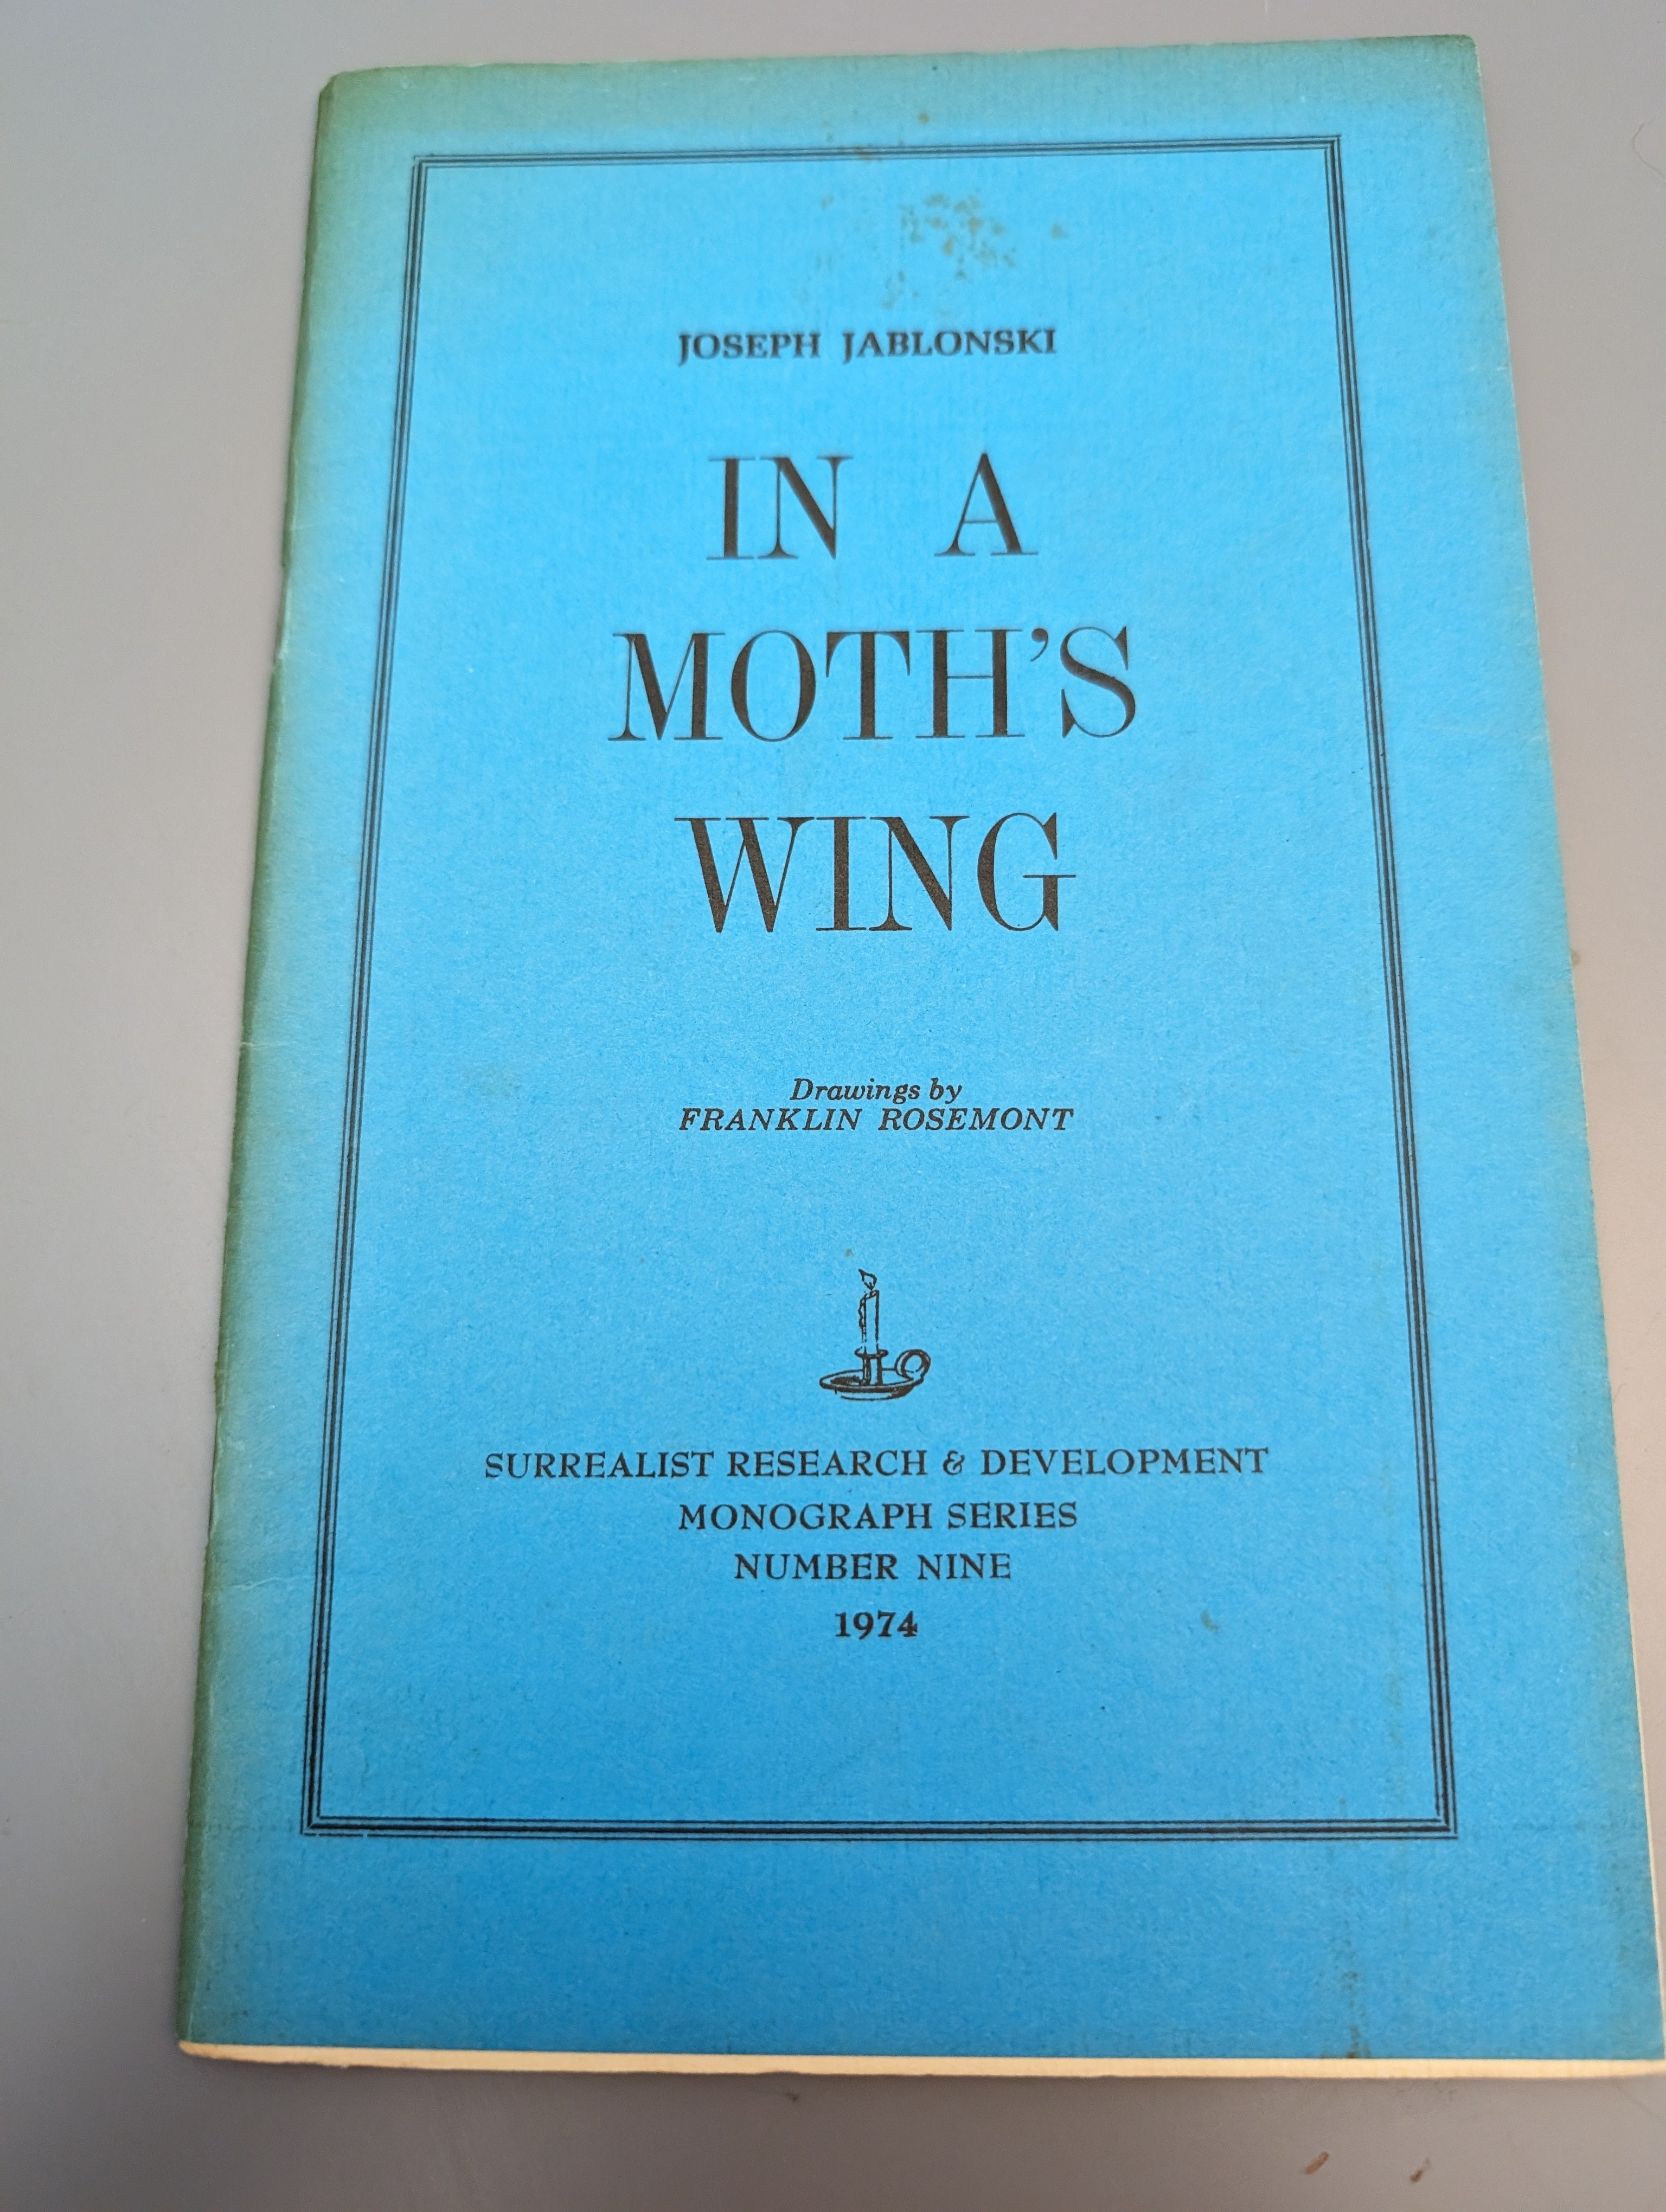 JOSEPH JABLONSKI
IN A
MOTH'S
WING
Drawings by
FRANKLIN ROSEMONT
SURREALIST RESEARCH & DEVELOPMENT
MONOGRAPH SERIES
NUMBER NINE
1974